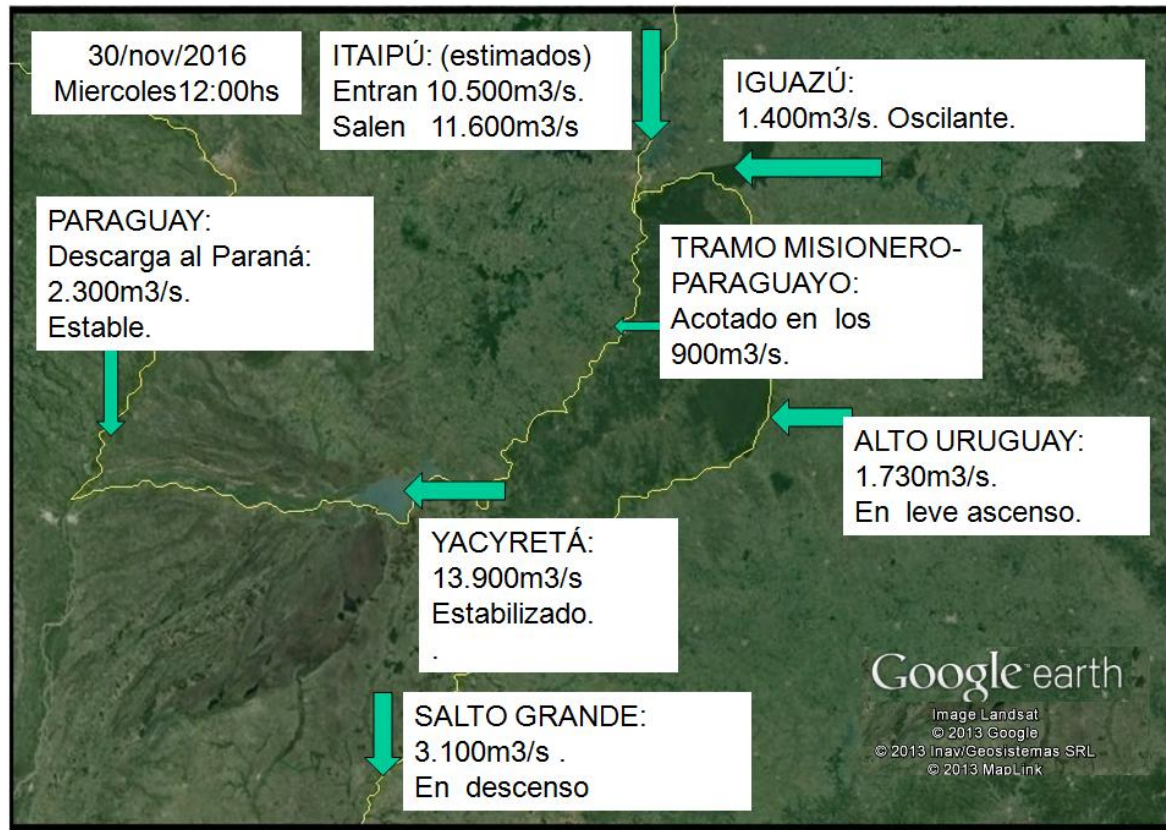 30/nov/2016
Miercoles12:00hs
ITAIPÚ: (estimados)
Entran 10.500m3/s.
Salen 11.600m3/s
IGUAZÚ:
1.400m3/s. Oscilante.
PARAGUAY:
Descarga al Paraná:
2.300m3/s.
Estable.
TRAMO MISIONERO-
PARAGUAYO:
Acotado en los
900m3/s.
ALTO URUGUAY:
1.730m3/s.
En leve ascenso.
YACYRETÁ:
13.900m3/s
Estabilizado.
.
SALTO GRANDE:
3.100m3/s .
En descenso
Google earth
Image Landsat
© 2013 Google
© 2013 Inav/Geosistemas SRL
© 2013 MapLink